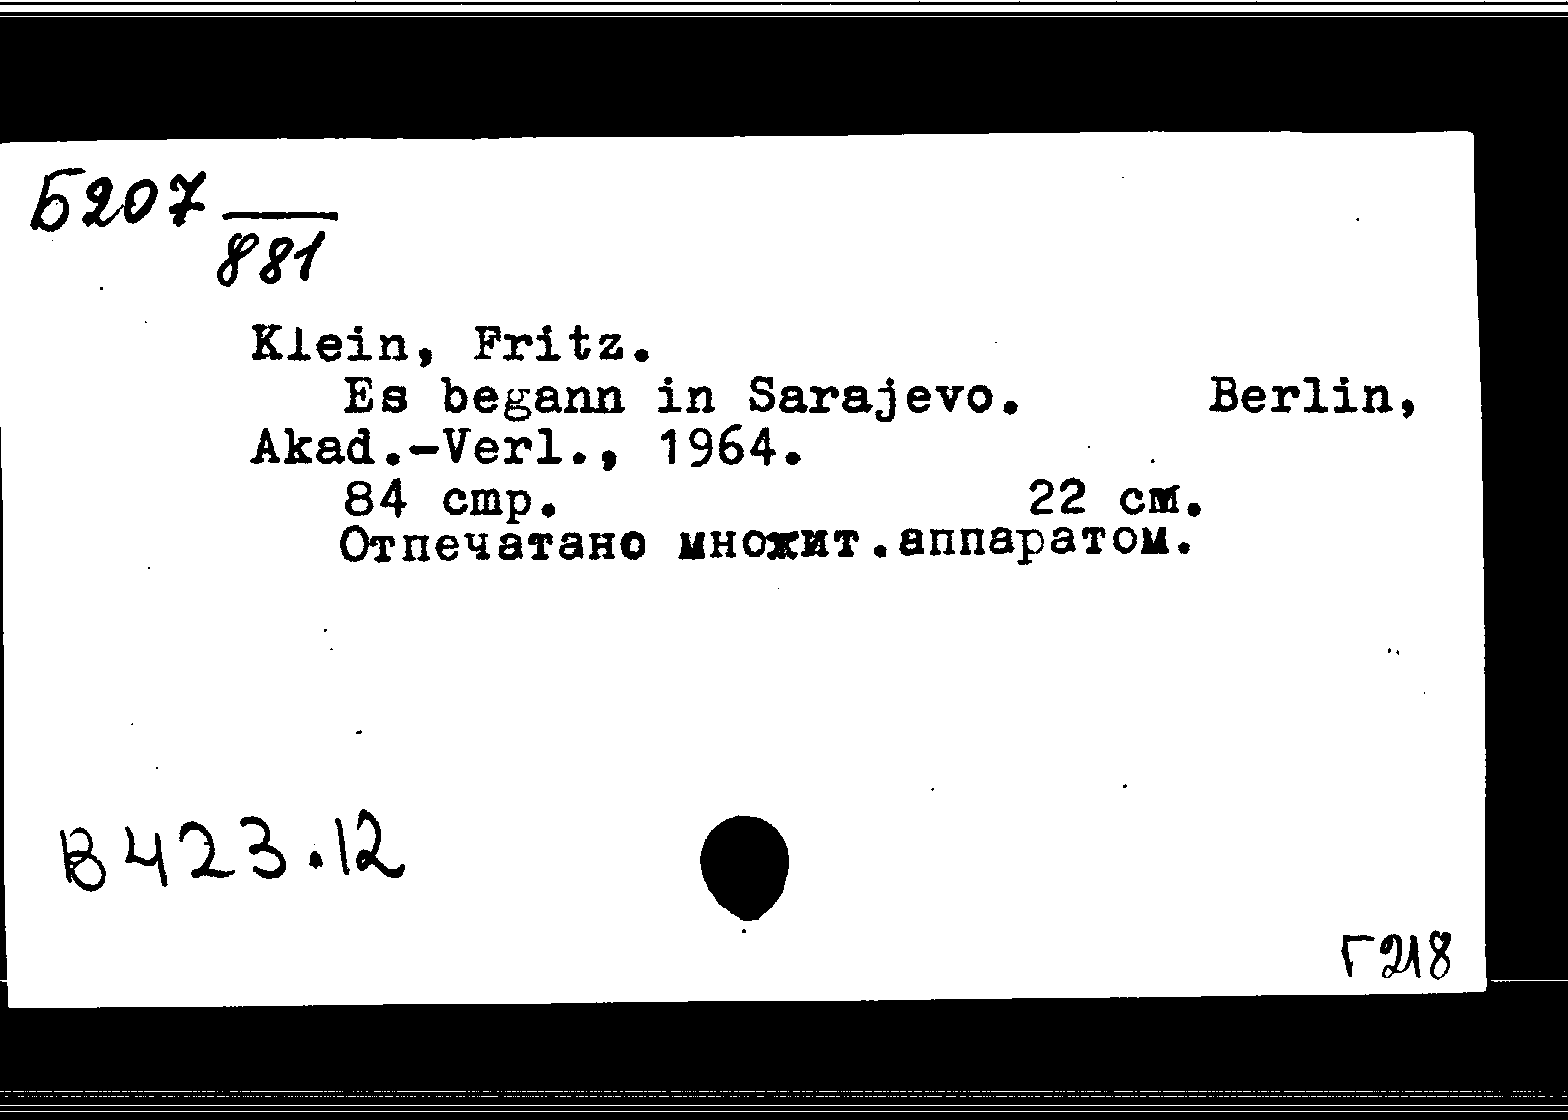 Б207
881
Klein, Fritz.
Es begann in Sarajevo. Berlin,
Akad.-Verl., 1964.
84 стр. 22 см.
Отпечатано множит.аппаратом.
В423.12
Г218